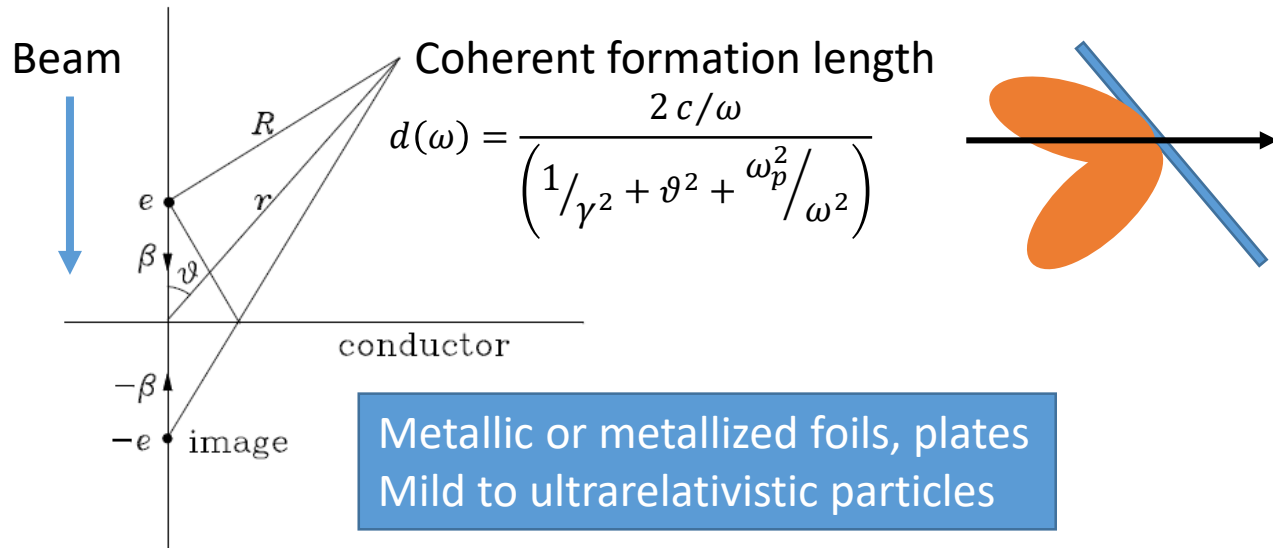 Beam
Coherent formation length
d(ω) = 2 c/ω / (1/γ² + ϑ² + ωₚ²/ω²)
R
r
e
β
ϑ
conductor
−β
−e image
Metallic or metallized foils, plates
Mild to ultrarelativistic particles